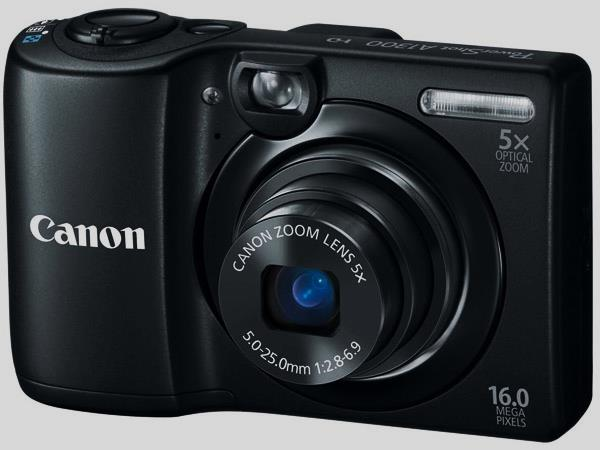 PowerShot A1300 HD
5x
OPTICAL
ZOOM
Canon
CANON ZOOM LENS 5x
5.0-25.0mm 1:2.8-6.9
16.0
MEGA
PIXELS